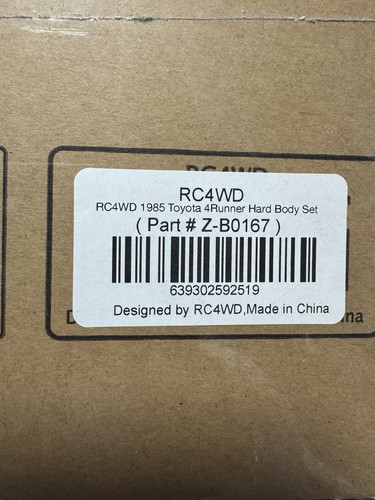 RC4WD
RC4WD 1985 Toyota 4Runner Hard Body Set
( Part # Z-B0167 )
639302592519
Designed by RC4WD,Made in China